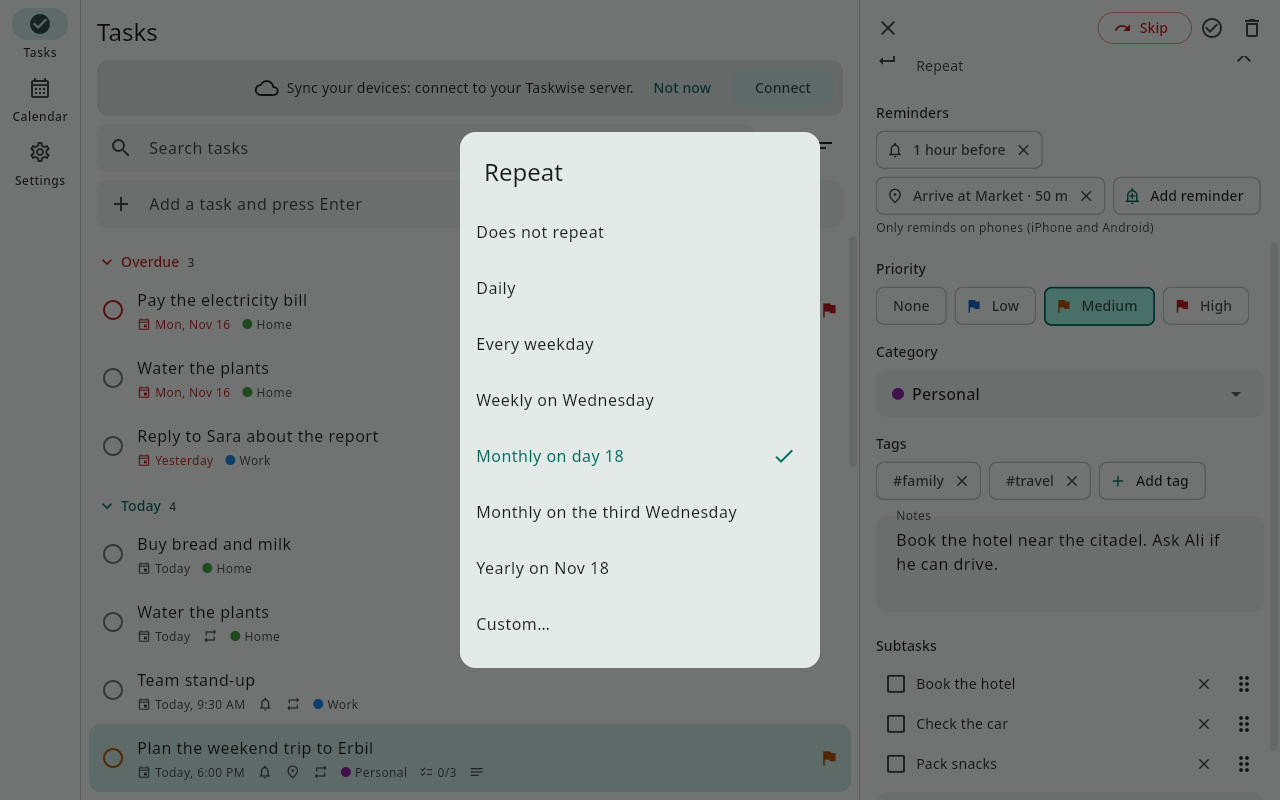 Tasks
Calendar
Settings
Tasks
Sync your devices: connect to your Taskwise server.
Not now
Connect
Search tasks
Add a task and press Enter
Overdue 3
Pay the electricity bill
Mon, Nov 16 Home
Water the plants
Mon, Nov 16 Home
Reply to Sara about the report
Yesterday Work
Today 4
Buy bread and milk
Today Home
Water the plants
Today Home
Team stand-up
Today, 9:30 AM Work
Plan the weekend trip to Erbil
Today, 6:00 PM Personal 0/3
Repeat
Does not repeat
Daily
Every weekday
Weekly on Wednesday
Monthly on day 18
Monthly on the third Wednesday
Yearly on Nov 18
Custom…
Skip
Repeat
Reminders
1 hour before
Arrive at Market · 50 m
Add reminder
Only reminds on phones (iPhone and Android)
Priority
None Low Medium High
Category
Personal
Tags
#family #travel Add tag
Notes
Book the hotel near the citadel. Ask Ali if
he can drive.
Subtasks
Book the hotel
Check the car
Pack snacks